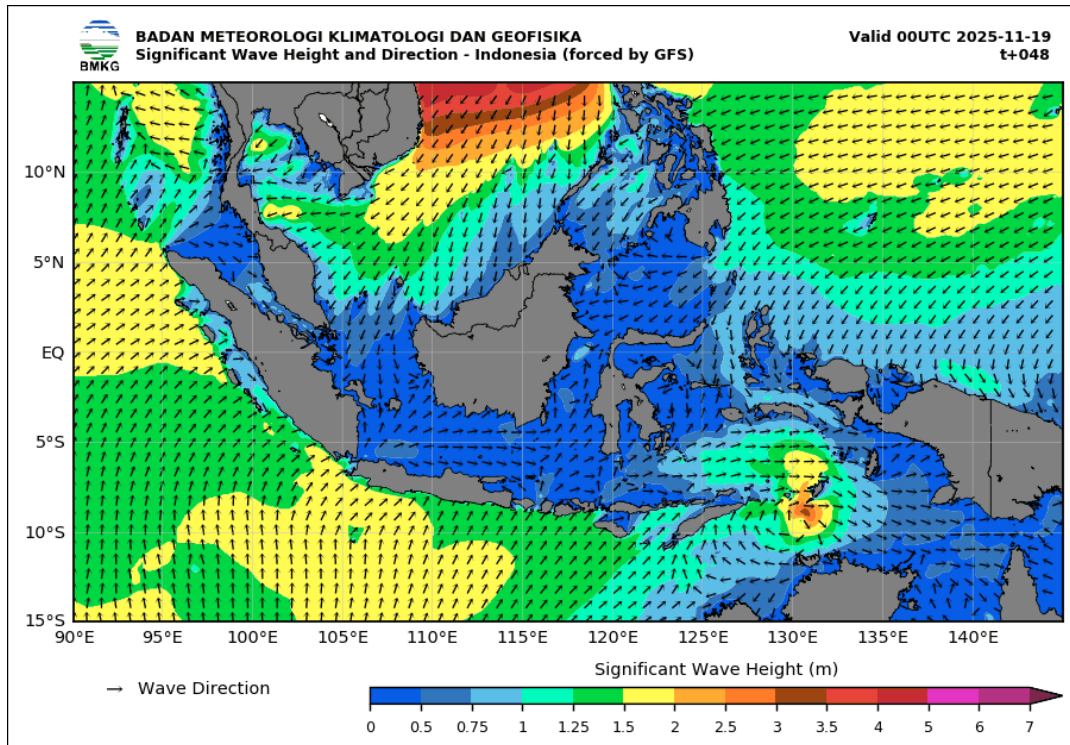 BMKG
BADAN METEOROLOGI KLIMATOLOGI DAN GEOFISIKA
Significant Wave Height and Direction - Indonesia (forced by GFS)
Valid 00UTC 2025-11-19
t+048
10°N
5°N
EQ
5°S
10°S
15°S
90°E 95°E 100°E 105°E 110°E 115°E 120°E 125°E 130°E 135°E 140°E
Wave Direction
Significant Wave Height (m)
0 0.5 0.75 1 1.25 1.5 2 2.5 3 3.5 4 5 6 7